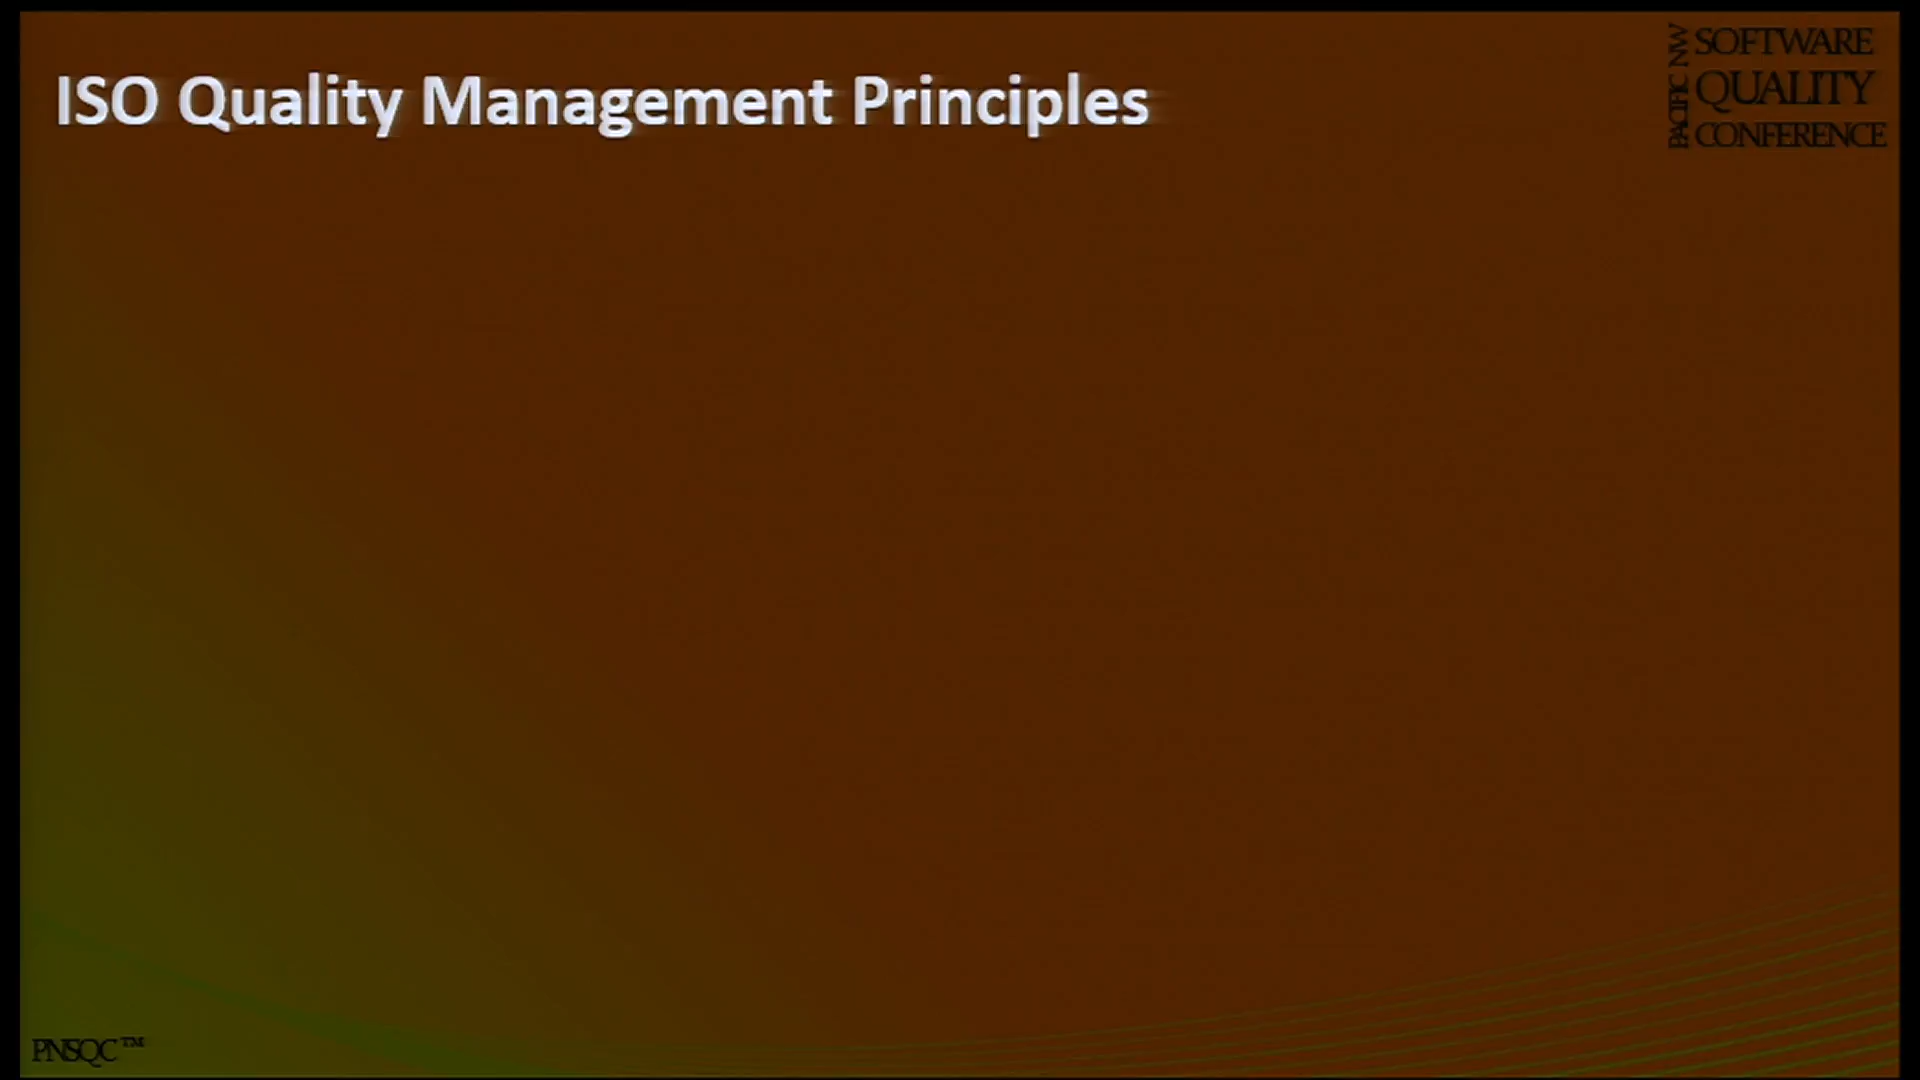 ISO Quality Management Principles
PACIFIC NW
SOFTWARE
QUALITY
CONFERENCE
PNSQC™